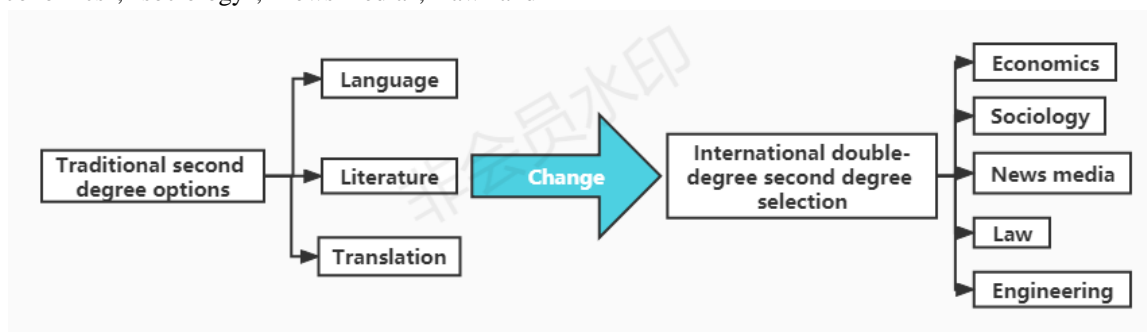 Language
Traditional second
degree options
Literature
Translation
Change
International double-
degree second degree
selection
Economics
Sociology
News media
Law
Engineering
非会员水印